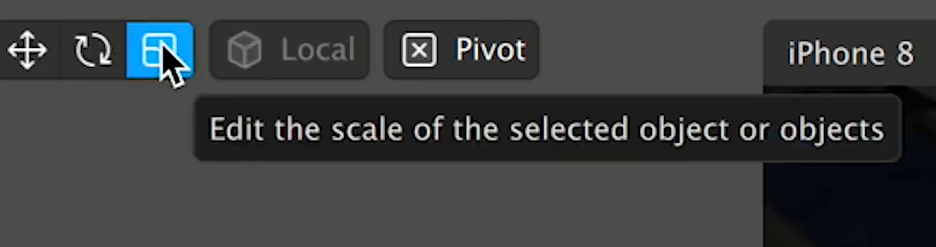 Local
Pivot
iPhone 8
Edit the scale of the selected object or objects